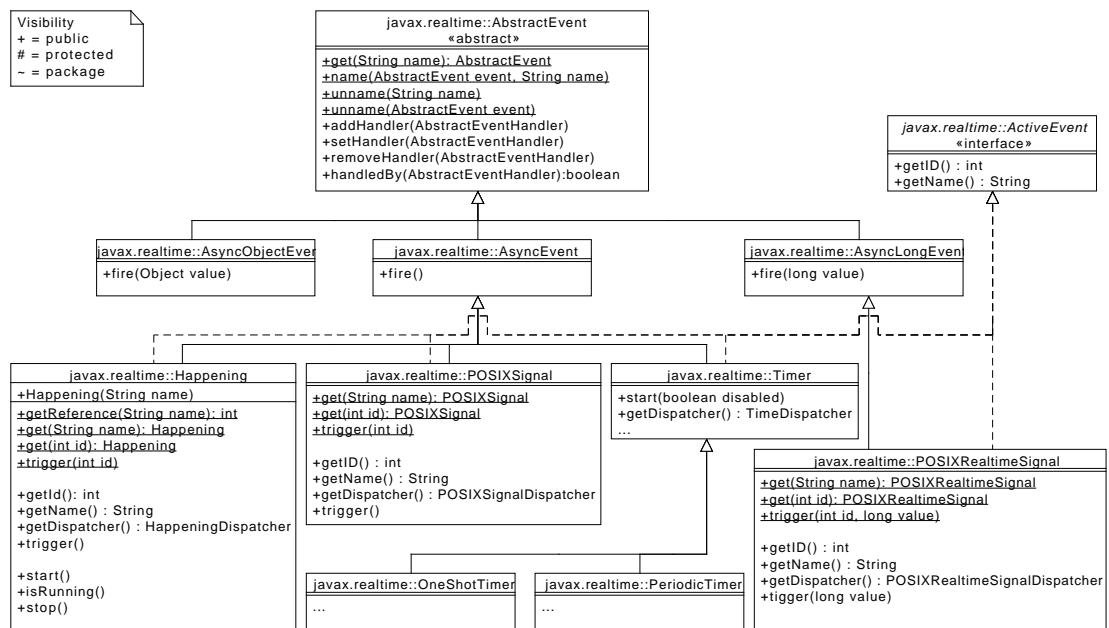 Visibility
+ = public
# = protected
~ = package
javax.realtime::AbstractEvent
«abstract»
+get(String name): AbstractEvent
+name(AbstractEvent event, String name)
+unname(String name)
+unname(AbstractEvent event)
+addHandler(AbstractEventHandler)
+setHandler(AbstractEventHandler)
+removeHandler(AbstractEventHandler)
+handledBy(AbstractEventHandler):boolean
javax.realtime::ActiveEvent
«interface»
+getID() : int
+getName() : String
javax.realtime::AsyncObjectEver
+fire(Object value)
javax.realtime::AsyncEvent
+fire()
javax.realtime::AsyncLongEvent
+fire(long value)
javax.realtime::Happening
+Happening(String name)
+getReference(String name): int
+get(String name): Happening
+get(int id): Happening
+trigger(int id)
+getId(): int
+getName() : String
+getDispatcher() : HappeningDispatcher
+trigger()
+start()
+isRunning()
+stop()
javax.realtime::POSIXSignal
+get(String name): POSIXSignal
+get(int id): POSIXSignal
+trigger(int id)
+getID() : int
+getName() : String
+getDispatcher() : POSIXSignalDispatcher
+trigger()
javax.realtime::Timer
+start(boolean disabled)
+getDispatcher() : TimeDispatcher
...
javax.realtime::POSIXRealtimeSignal
+get(String name): POSIXRealtimeSignal
+get(int id): POSIXRealtimeSignal
+trigger(int id, long value)
+getID() : int
+getName() : String
+getDispatcher() : POSIXRealtimeSignalDispatcher
+tigger(long value)
javax.realtime::OneShotTimer
...
javax.realtime::PeriodicTimer
...